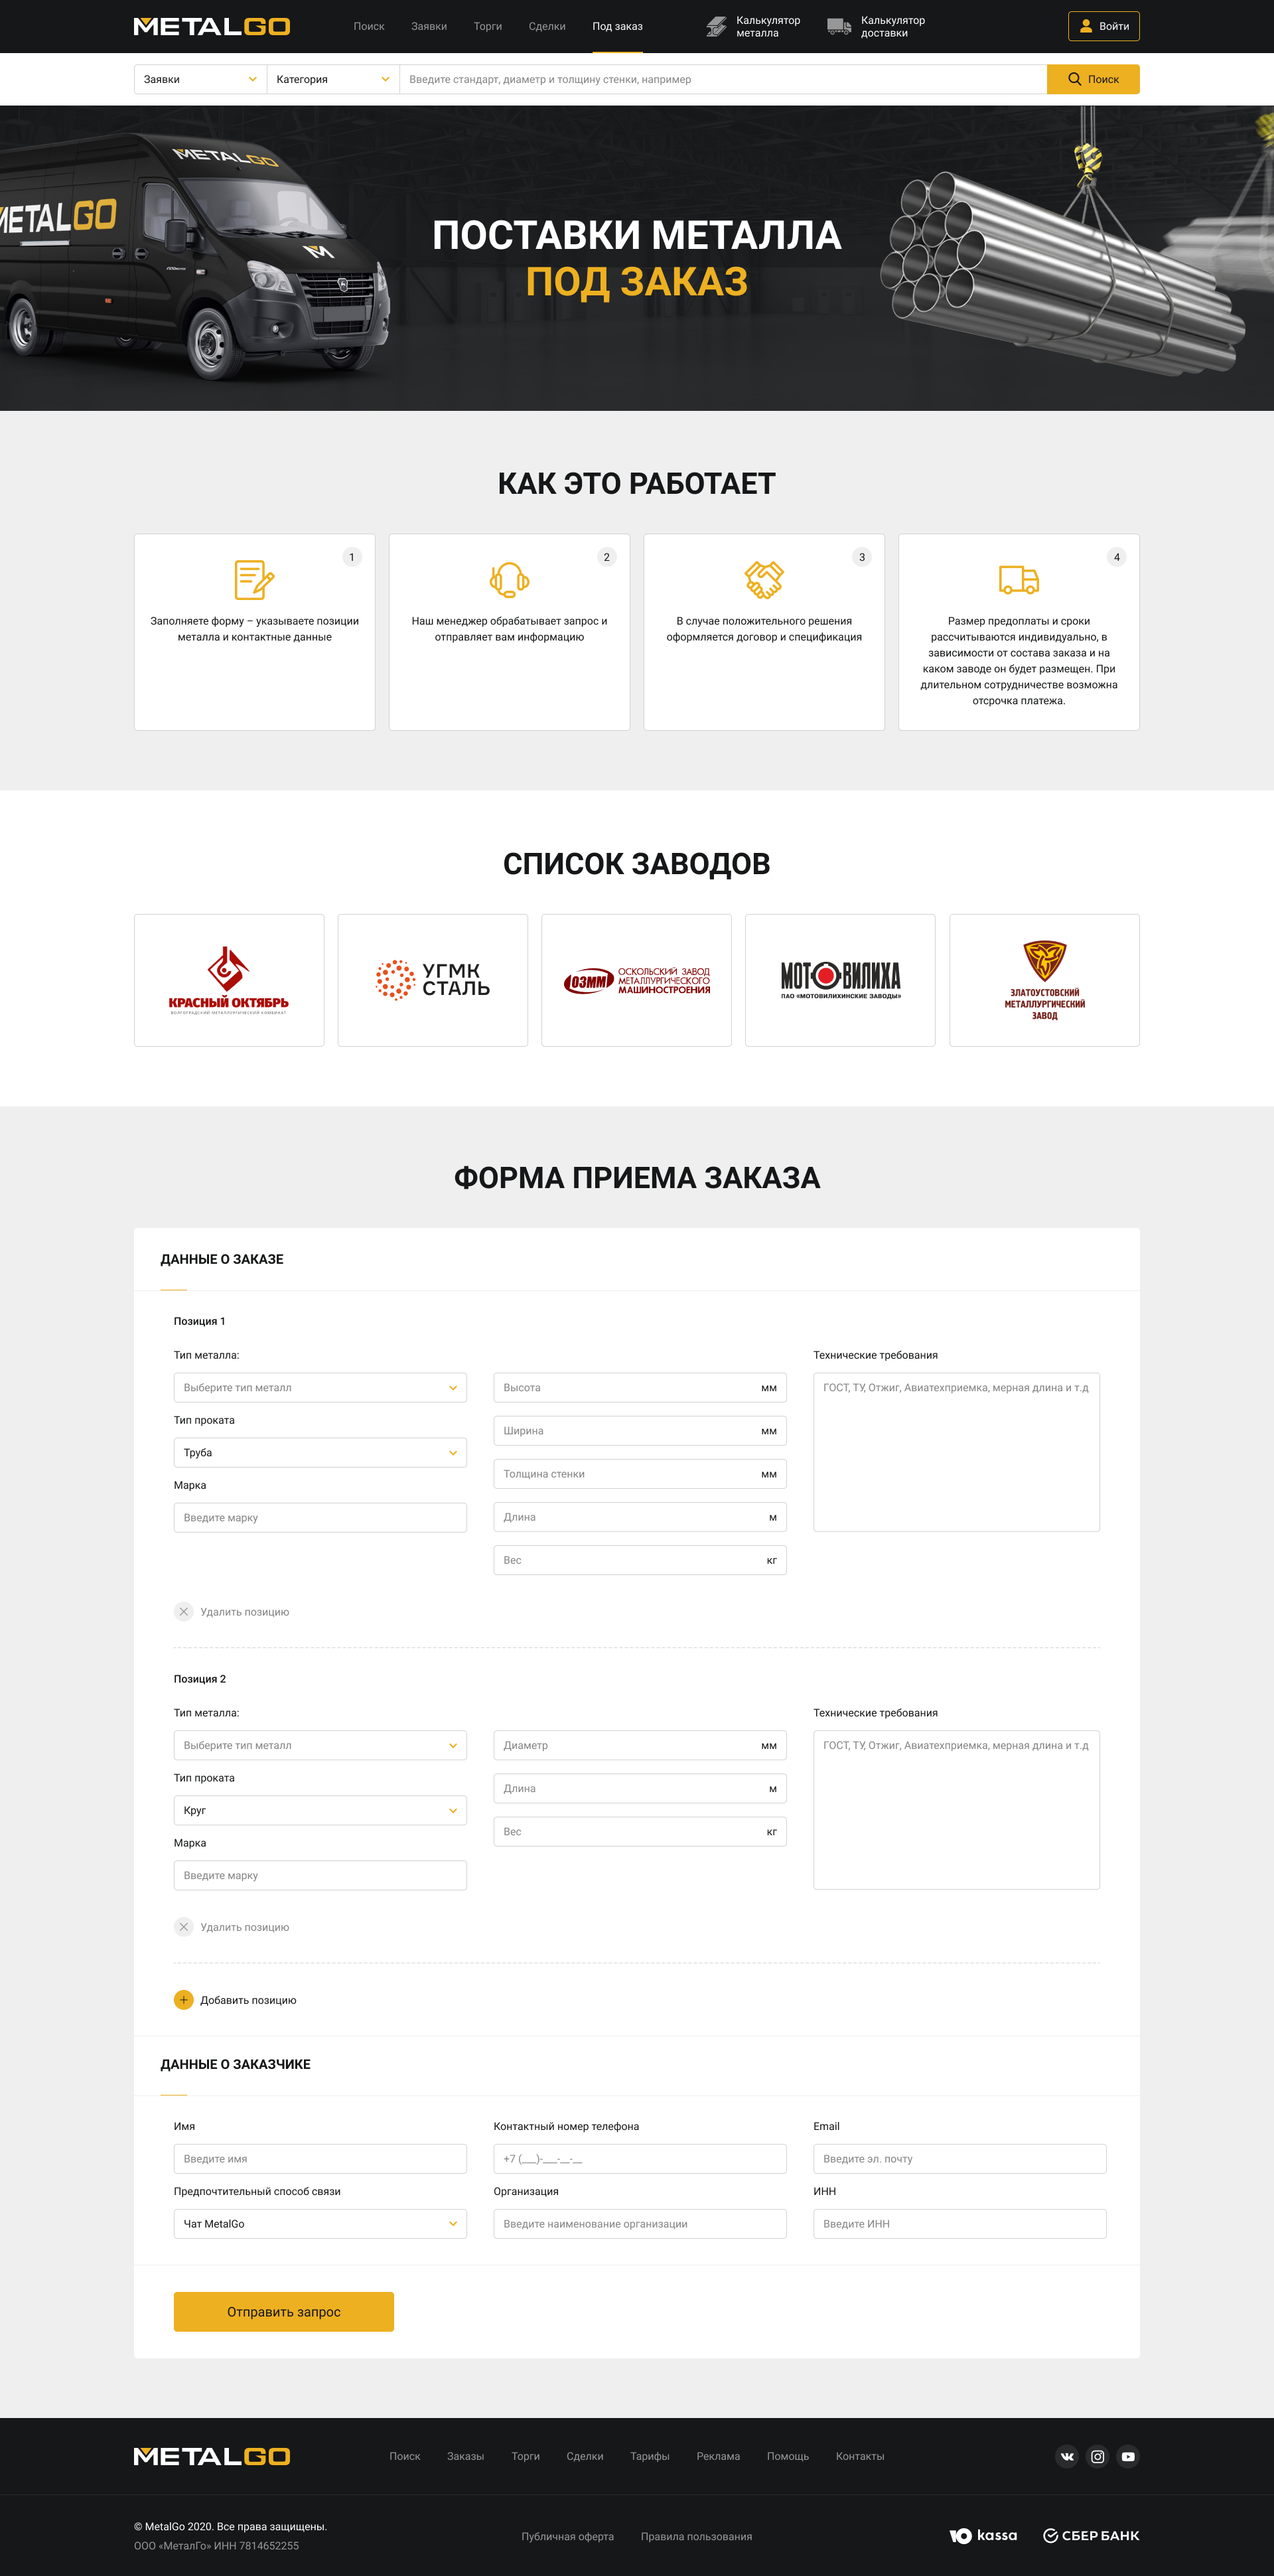 METALGO
Поиск
Заявки
Торги
Сделки
Под заказ
Калькулятор
металла
Калькулятор
доставки
Войти
Заявки
Категория
Введите стандарт, диаметр и толщину стенки, например
Поиск
METALGO
METALGO
ПОСТАВКИ МЕТАЛЛА
ПОД ЗАКАЗ
КАК ЭТО РАБОТАЕТ
1
Заполняете форму – указываете позиции
металла и контактные данные
2
Наш менеджер обрабатывает запрос и
отправляет вам информацию
3
В случае положительного решения
оформляется договор и спецификация
4
Размер предоплаты и сроки
рассчитываются индивидуально, в
зависимости от состава заказа и на
каком заводе он будет размещен. При
длительном сотрудничестве возможна
отсрочка платежа.
СПИСОК ЗАВОДОВ
КРАСНЫЙ ОКТЯБРЬ
ВОЛГОГРАДСКИЙ МЕТАЛЛУРГИЧЕСКИЙ КОМБИНАТ
УГМК
СТАЛЬ
ОЗММ
ОСКОЛЬСКИЙ ЗАВОД
МЕТАЛЛУРГИЧЕСКОГО
МАШИНОСТРОЕНИЯ
МОТОВИЛИХА
ПАО «МОТОВИЛИХИНСКИЕ ЗАВОДЫ»
ЗЛАТОУСТОВСКИЙ
МЕТАЛЛУРГИЧЕСКИЙ
ЗАВОД
ФОРМА ПРИЕМА ЗАКАЗА
ДАННЫЕ О ЗАКАЗЕ
Позиция 1
Тип металла:
Выберите тип металл
Тип проката
Труба
Марка
Введите марку
Высота мм
Ширина мм
Толщина стенки мм
Длина м
Вес кг
Технические требования
ГОСТ, ТУ, Отжиг, Авиатехприемка, мерная длина и т.д
Удалить позицию
Позиция 2
Тип металла:
Выберите тип металл
Тип проката
Круг
Марка
Введите марку
Диаметр мм
Длина м
Вес кг
Технические требования
ГОСТ, ТУ, Отжиг, Авиатехприемка, мерная длина и т.д
Удалить позицию
Добавить позицию
ДАННЫЕ О ЗАКАЗЧИКЕ
Имя
Введите имя
Контактный номер телефона
+7 (___)-___-__-__
Email
Введите эл. почту
Предпочтительный способ связи
Чат MetalGo
Организация
Введите наименование организации
ИНН
Введите ИНН
Отправить запрос
METALGO
Поиск
Заказы
Торги
Сделки
Тарифы
Реклама
Помощь
Контакты
© MetalGo 2020. Все права защищены.
ООО «МеталГо» ИНН 7814652255
Публичная оферта
Правила пользования
Ю kassa
СБЕР БАНК